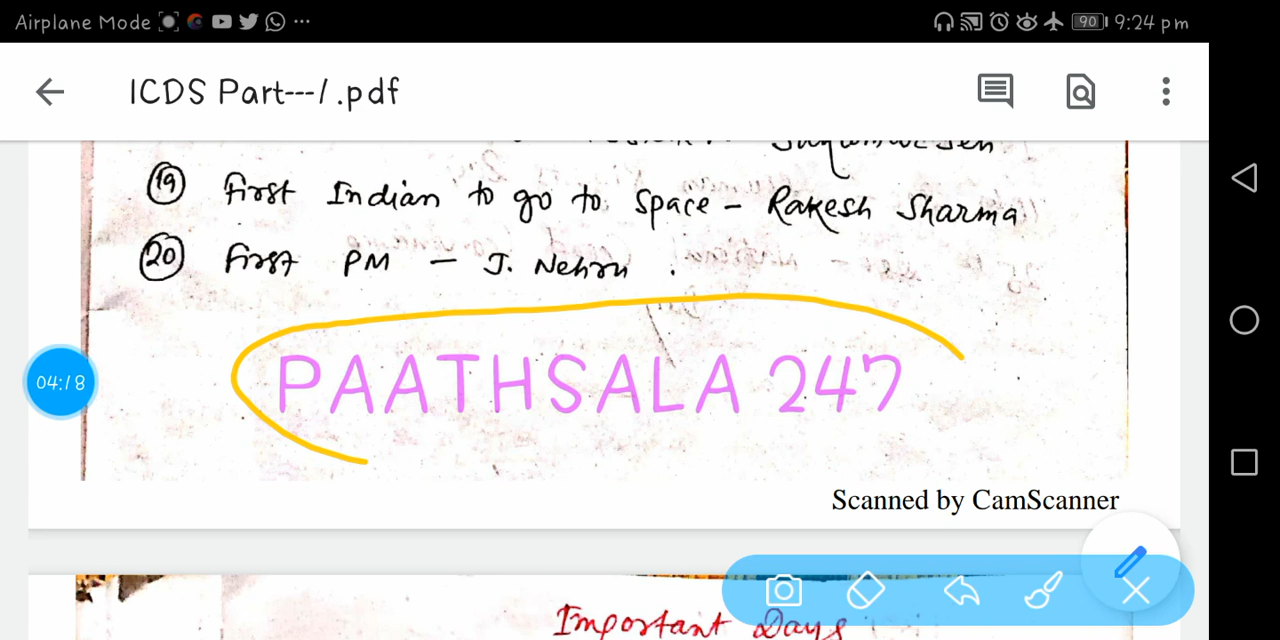 Airplane Mode ... 90 9:24 pm
ICDS Part---1 .pdf
19 First Indian to go to Space - Rakesh Sharma
20 First PM - J. Nehru.
PAATHSALA 247
04:18
Scanned by CamScanner
Important Days